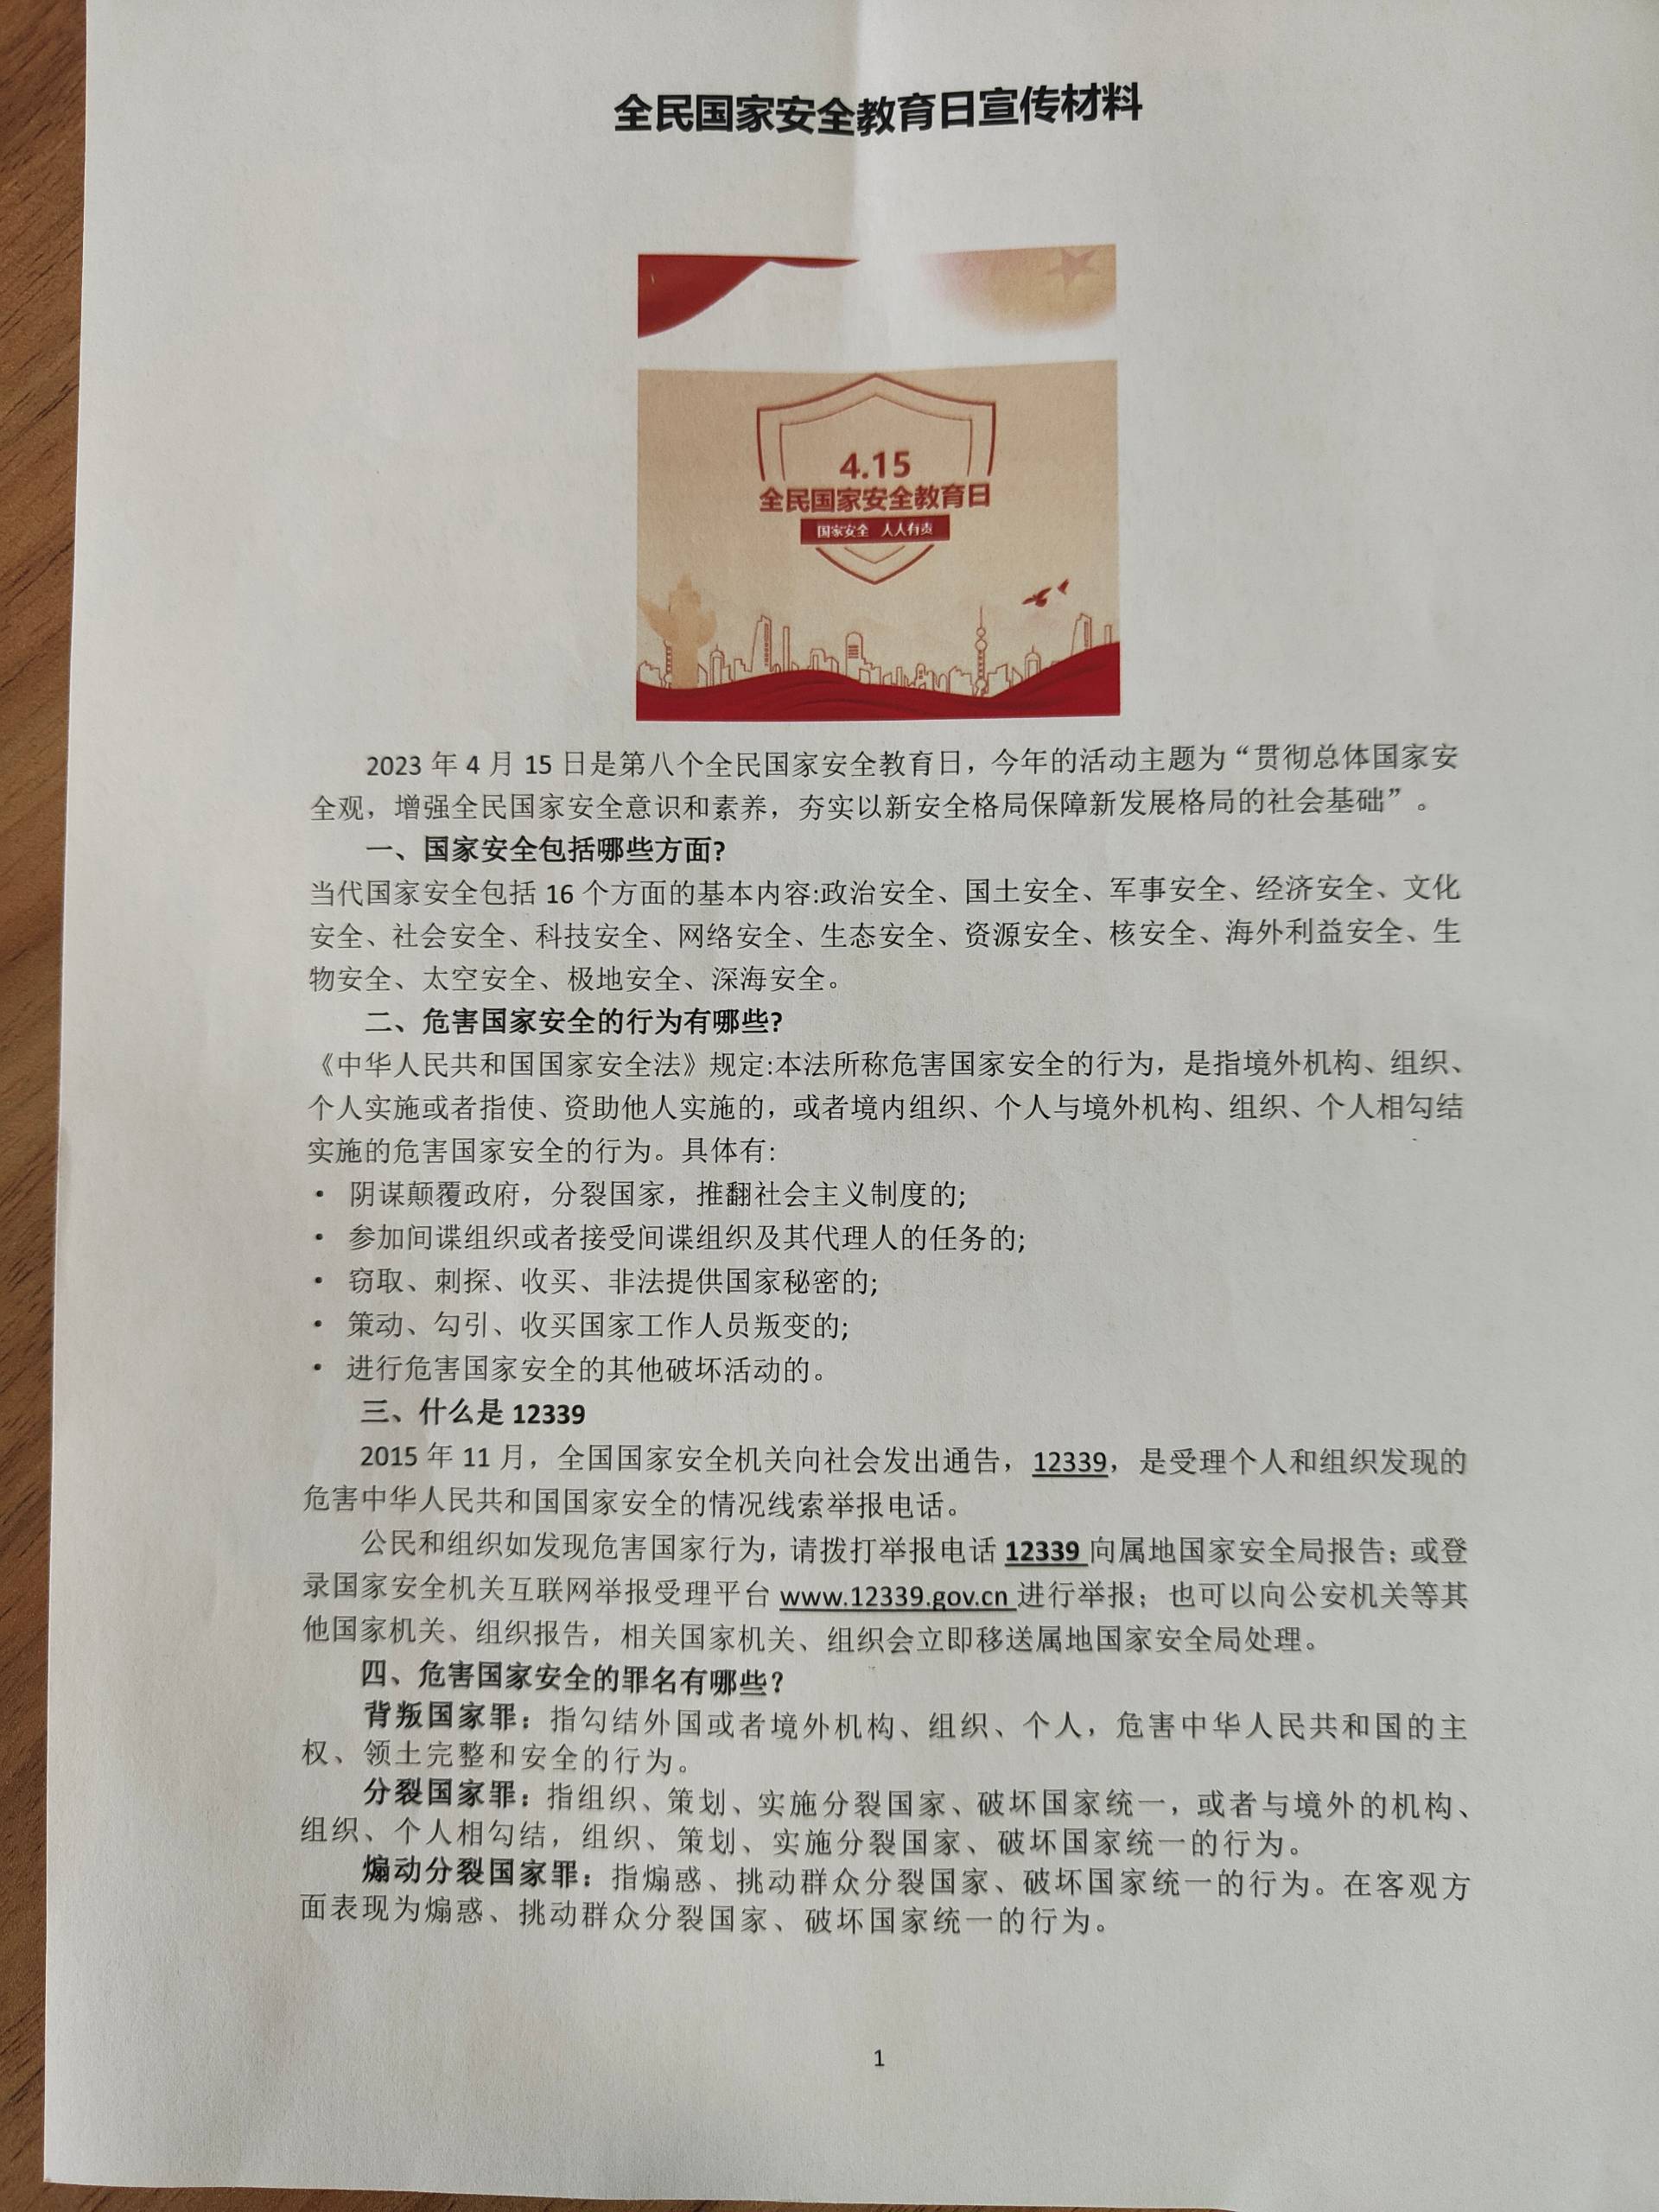 全民国家安全教育日宣传材料
4.15
全民国家安全教育日
国家安全 人人有责
2023 年 4 月 15 日是第八个全民国家安全教育日，今年的活动主题为“贯彻总体国家安
全观，增强全民国家安全意识和素养，夯实以新安全格局保障新发展格局的社会基础”。
一、国家安全包括哪些方面?
当代国家安全包括 16 个方面的基本内容:政治安全、国土安全、军事安全、经济安全、文化
安全、社会安全、科技安全、网络安全、生态安全、资源安全、核安全、海外利益安全、生
物安全、太空安全、极地安全、深海安全。
二、危害国家安全的行为有哪些?
《中华人民共和国国家安全法》规定:本法所称危害国家安全的行为，是指境外机构、组织、
个人实施或者指使、资助他人实施的，或者境内组织、个人与境外机构、组织、个人相勾结
实施的危害国家安全的行为。具体有:
• 阴谋颠覆政府，分裂国家，推翻社会主义制度的;
• 参加间谍组织或者接受间谍组织及其代理人的任务的;
• 窃取、刺探、收买、非法提供国家秘密的;
• 策动、勾引、收买国家工作人员叛变的;
• 进行危害国家安全的其他破坏活动的。
三、什么是 12339
2015 年 11 月，全国国家安全机关向社会发出通告，12339，是受理个人和组织发现的
危害中华人民共和国国家安全的情况线索举报电话。
公民和组织如发现危害国家行为，请拨打举报电话 12339 向属地国家安全局报告；或登
录国家安全机关互联网举报受理平台 www.12339.gov.cn 进行举报；也可以向公安机关等其
他国家机关、组织报告，相关国家机关、组织会立即移送属地国家安全局处理。
四、危害国家安全的罪名有哪些？
背叛国家罪：指勾结外国或者境外机构、组织、个人，危害中华人民共和国的主
权、领土完整和安全的行为。
分裂国家罪：指组织、策划、实施分裂国家、破坏国家统一，或者与境外的机构、
组织、个人相勾结，组织、策划、实施分裂国家、破坏国家统一的行为。
煽动分裂国家罪：指煽惑、挑动群众分裂国家、破坏国家统一的行为。在客观方
面表现为煽惑、挑动群众分裂国家、破坏国家统一的行为。
1